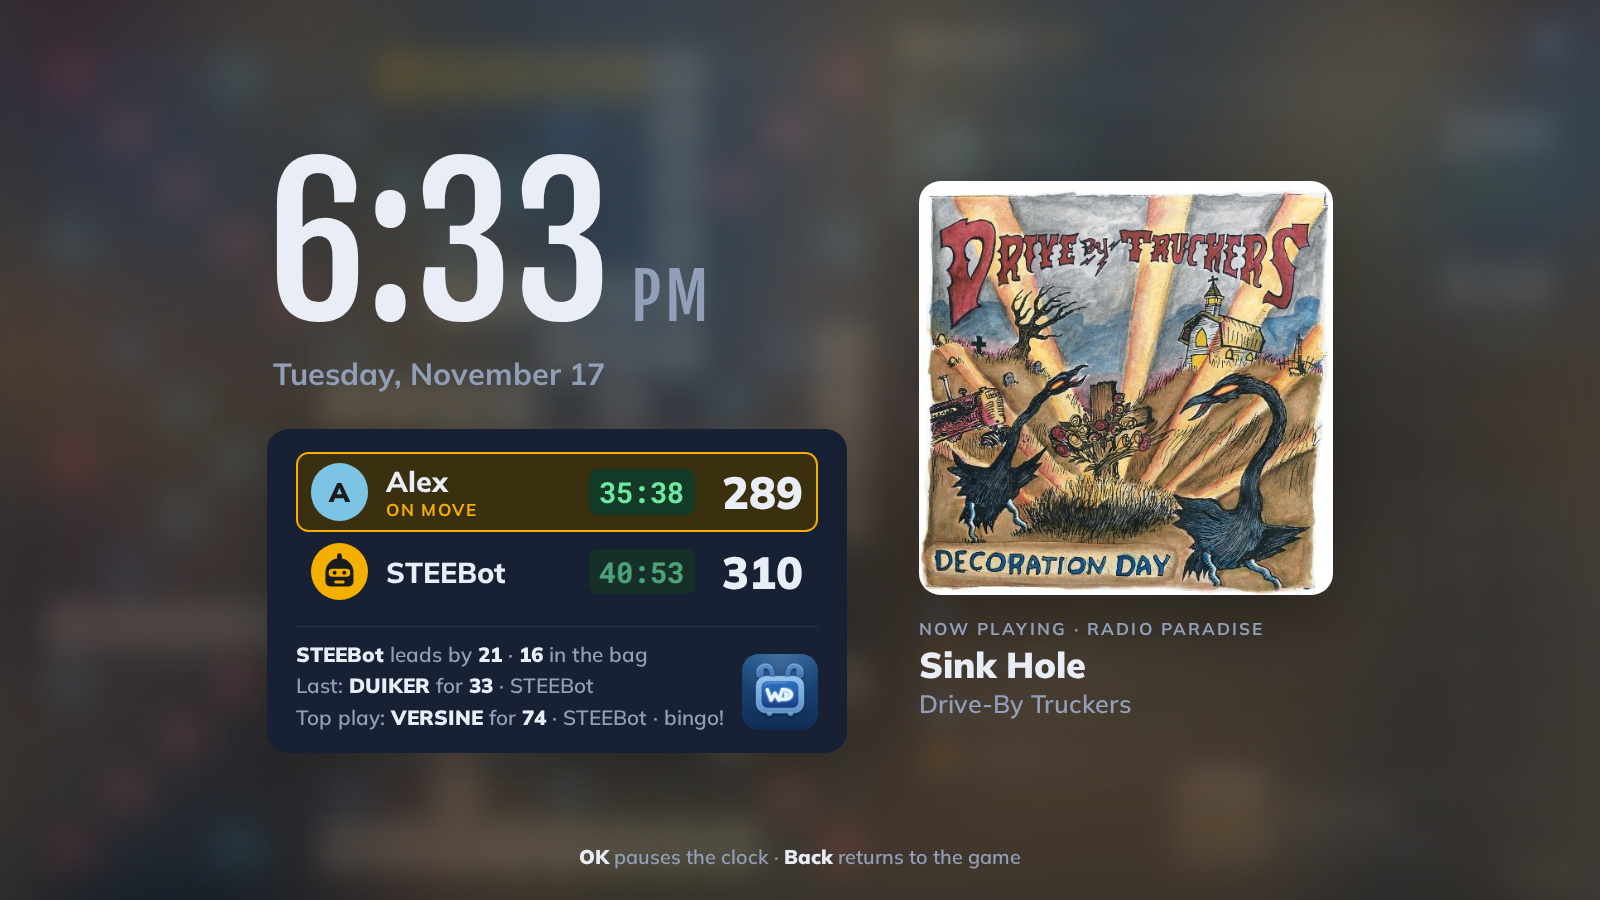 6:33 PM
Tuesday, November 17
A
Alex
ON MOVE
35:38
289
STEEBot
40:53
310
STEEBot leads by 21 · 16 in the bag
Last: DUIKER for 33 · STEEBot
Top play: VERSINE for 74 · STEEBot · bingo!
WD
DRIVE-BY TRUCKERS
DECORATION DAY
NOW PLAYING · RADIO PARADISE
Sink Hole
Drive-By Truckers
OK pauses the clock · Back returns to the game